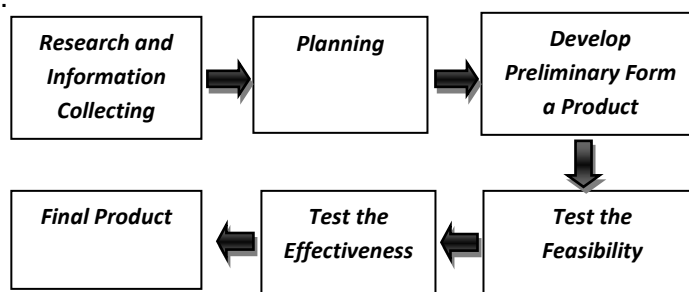 .
Research and
Information
Collecting
Planning
Develop
Preliminary Form
a Product
Test the
Feasibility
Test the
Effectiveness
Final Product